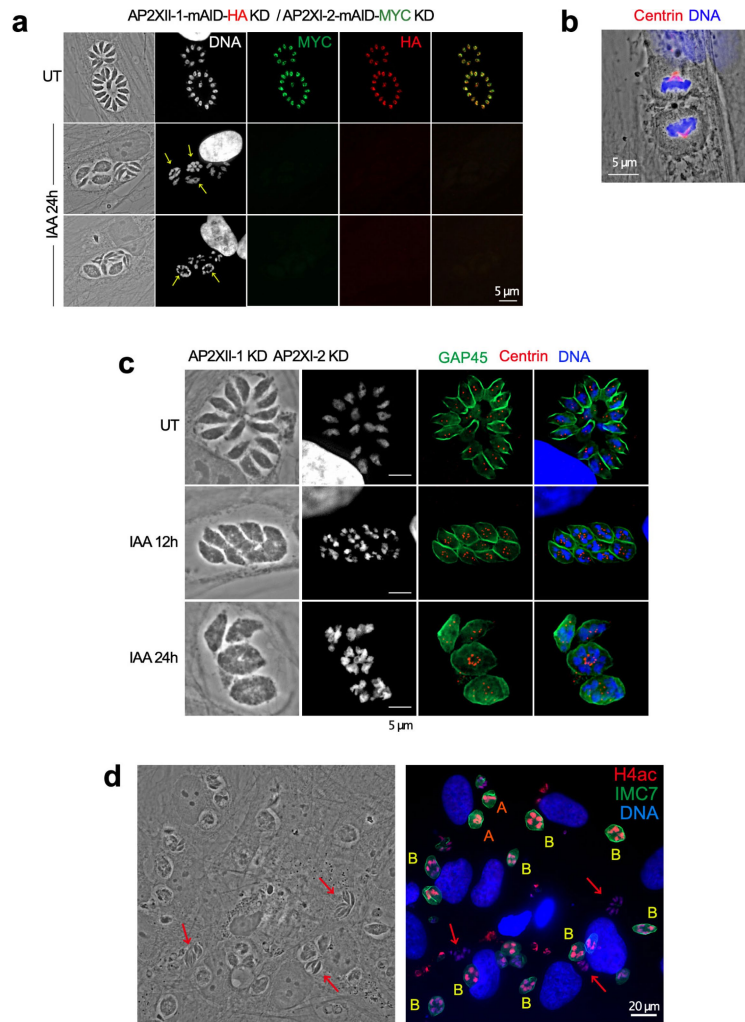 a
AP2XII-1-mAID-HA KD / AP2XI-2-mAID-MYC KD
DNA MYC HA
UT
IAA 24h
5 µm
b
Centrin DNA
5 µm
c
AP2XII-1 KD AP2XI-2 KD GAP45 Centrin DNA
UT
IAA 12h
IAA 24h
5 µm
d
H4ac
IMC7
DNA
A
A
B
B
B
B
B
B
B
B
B
B
20 µm